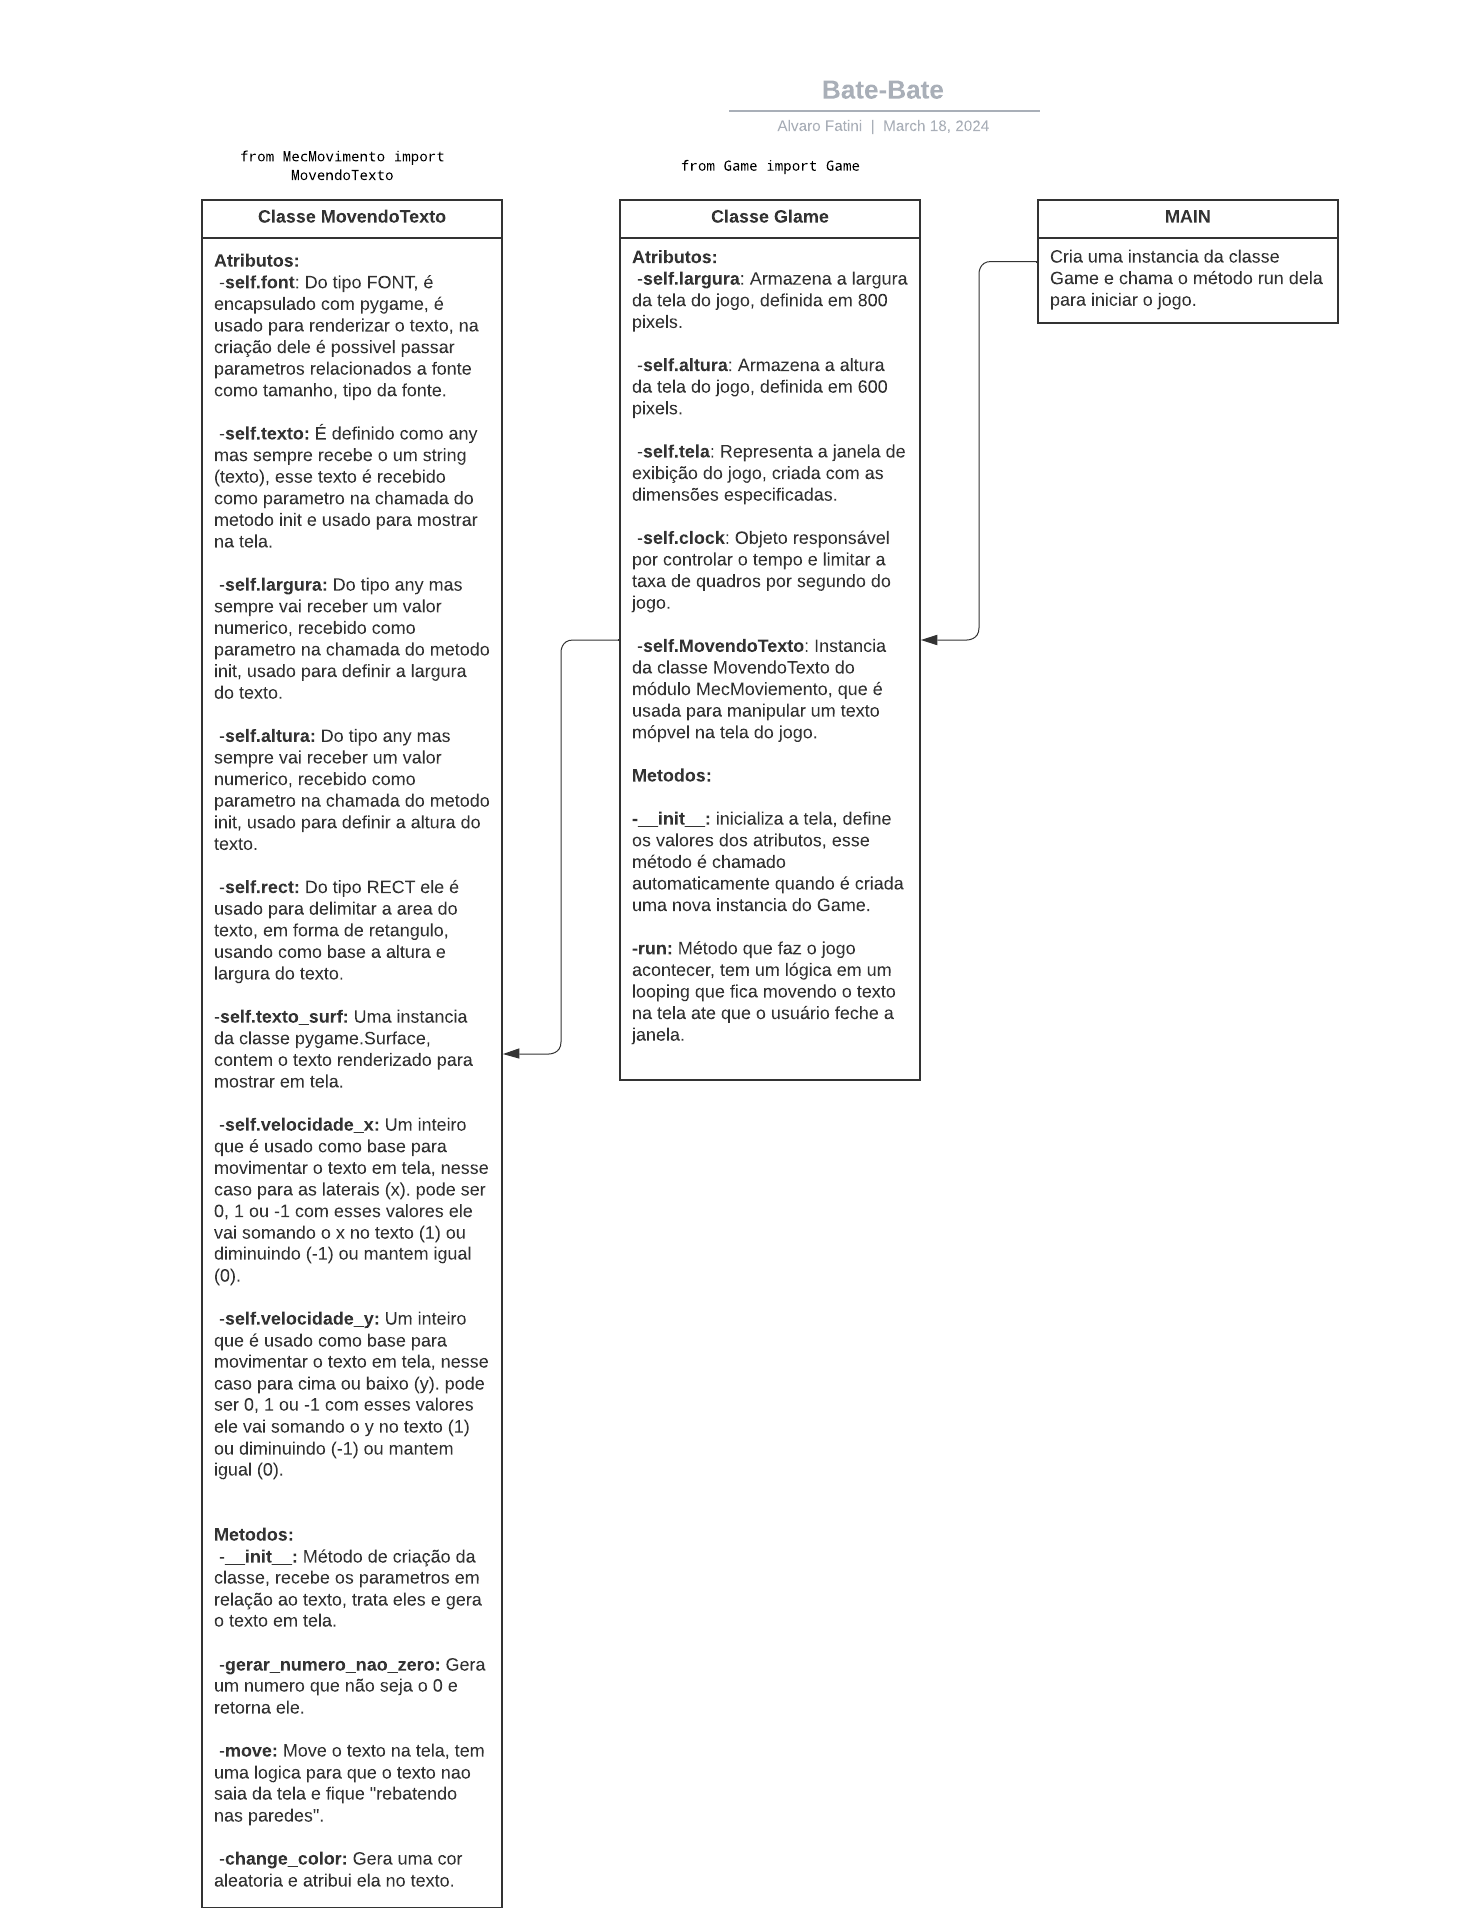 Bate-Bate
Alvaro Fatini | March 18, 2024
from MecMovimento import
MovendoTexto
Classe MovendoTexto
Atributos:
-self.font: Do tipo FONT, é
encapsulado com pygame, é
usado para renderizar o texto, na
criação dele é possivel passar
parametros relacionados a fonte
como tamanho, tipo da fonte.
-self.texto: É definido como any
mas sempre recebe o um string
(texto), esse texto é recebido
como parametro na chamada do
metodo init e usado para mostrar
na tela.
-self.largura: Do tipo any mas
sempre vai receber um valor
numerico, recebido como
parametro na chamada do metodo
init, usado para definir a largura
do texto.
-self.altura: Do tipo any mas
sempre vai receber um valor
numerico, recebido como
parametro na chamada do metodo
init, usado para definir a altura do
texto.
-self.rect: Do tipo RECT ele é
usado para delimitar a area do
texto, em forma de retangulo,
usando como base a altura e
largura do texto.
-self.texto_surf: Uma instancia
da classe pygame.Surface,
contem o texto renderizado para
mostrar em tela.
-self.velocidade_x: Um inteiro
que é usado como base para
movimentar o texto em tela, nesse
caso para as laterais (x). pode ser
0, 1 ou -1 com esses valores ele
vai somando o x no texto (1) ou
diminuindo (-1) ou mantem igual
(0).
-self.velocidade_y: Um inteiro
que é usado como base para
movimentar o texto em tela, nesse
caso para cima ou baixo (y). pode
ser 0, 1 ou -1 com esses valores
ele vai somando o y no texto (1)
ou diminuindo (-1) ou mantem
igual (0).
Metodos:
-__init__: Método de criação da
classe, recebe os parametros em
relação ao texto, trata eles e gera
o texto em tela.
-gerar_numero_nao_zero: Gera
um numero que não seja o 0 e
retorna ele.
-move: Move o texto na tela, tem
uma logica para que o texto nao
saia da tela e fique "rebatendo
nas paredes".
-change_color: Gera uma cor
aleatoria e atribui ela no texto.
from Game import Game
Classe Glame
Atributos:
-self.largura: Armazena a largura
da tela do jogo, definida em 800
pixels.
-self.altura: Armazena a altura
da tela do jogo, definida em 600
pixels.
-self.tela: Representa a janela de
exibição do jogo, criada com as
dimensões especificadas.
-self.clock: Objeto responsável
por controlar o tempo e limitar a
taxa de quadros por segundo do
jogo.
-self.MovendoTexto: Instancia
da classe MovendoTexto do
módulo MecMoviemento, que é
usada para manipular um texto
mópvel na tela do jogo.
Metodos:
-__init__: inicializa a tela, define
os valores dos atributos, esse
método é chamado
automaticamente quando é criada
uma nova instancia do Game.
-run: Método que faz o jogo
acontecer, tem um lógica em um
looping que fica movendo o texto
na tela ate que o usuário feche a
janela.
MAIN
Cria uma instancia da classe
Game e chama o método run dela
para iniciar o jogo.